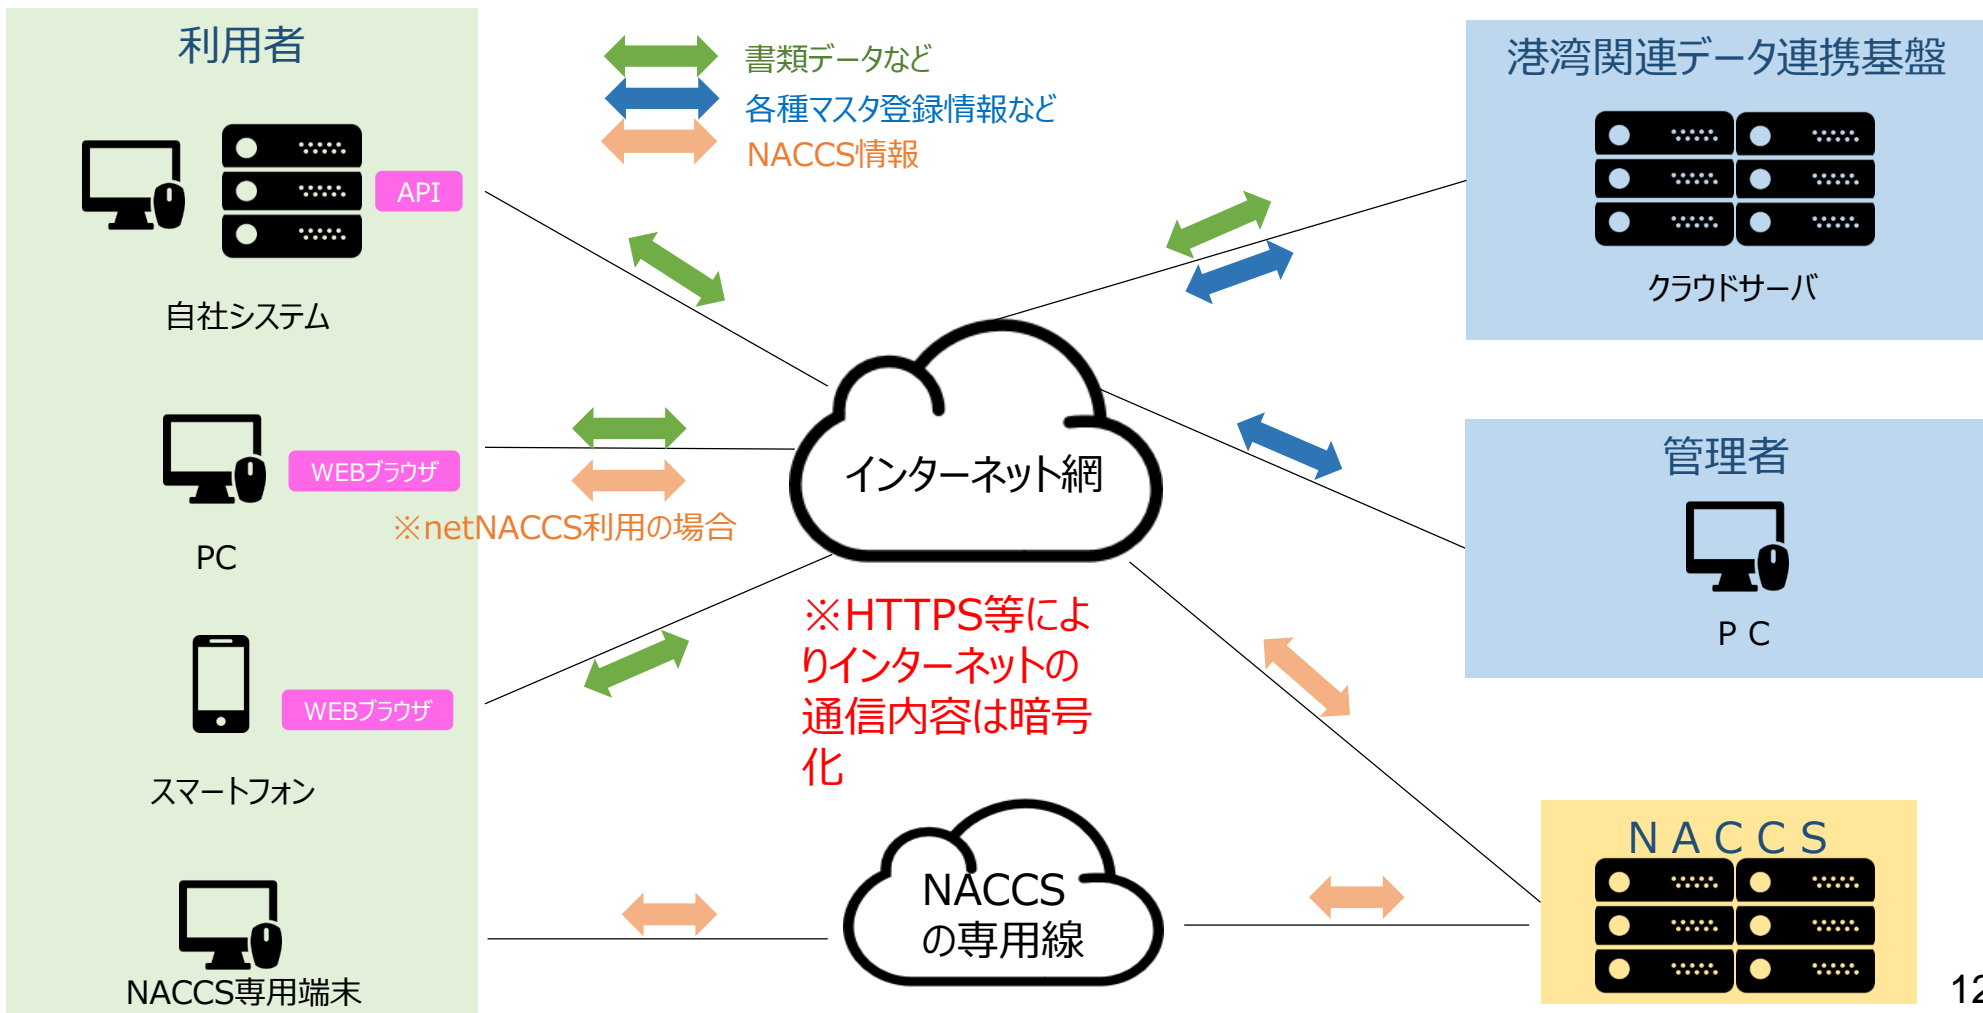 利用者
書類データなど
各種マスタ登録情報など
NACCS情報
港湾関連データ連携基盤
API
自社システム
クラウドサーバ
WEBブラウザ
PC
※netNACCS利用の場合
インターネット網
管理者
ＰＣ
※HTTPS等によ
りインターネットの
通信内容は暗号
化
WEBブラウザ
スマートフォン
NACCS専用端末
NACCS
の専用線
ＮＡＣＣＳ
12